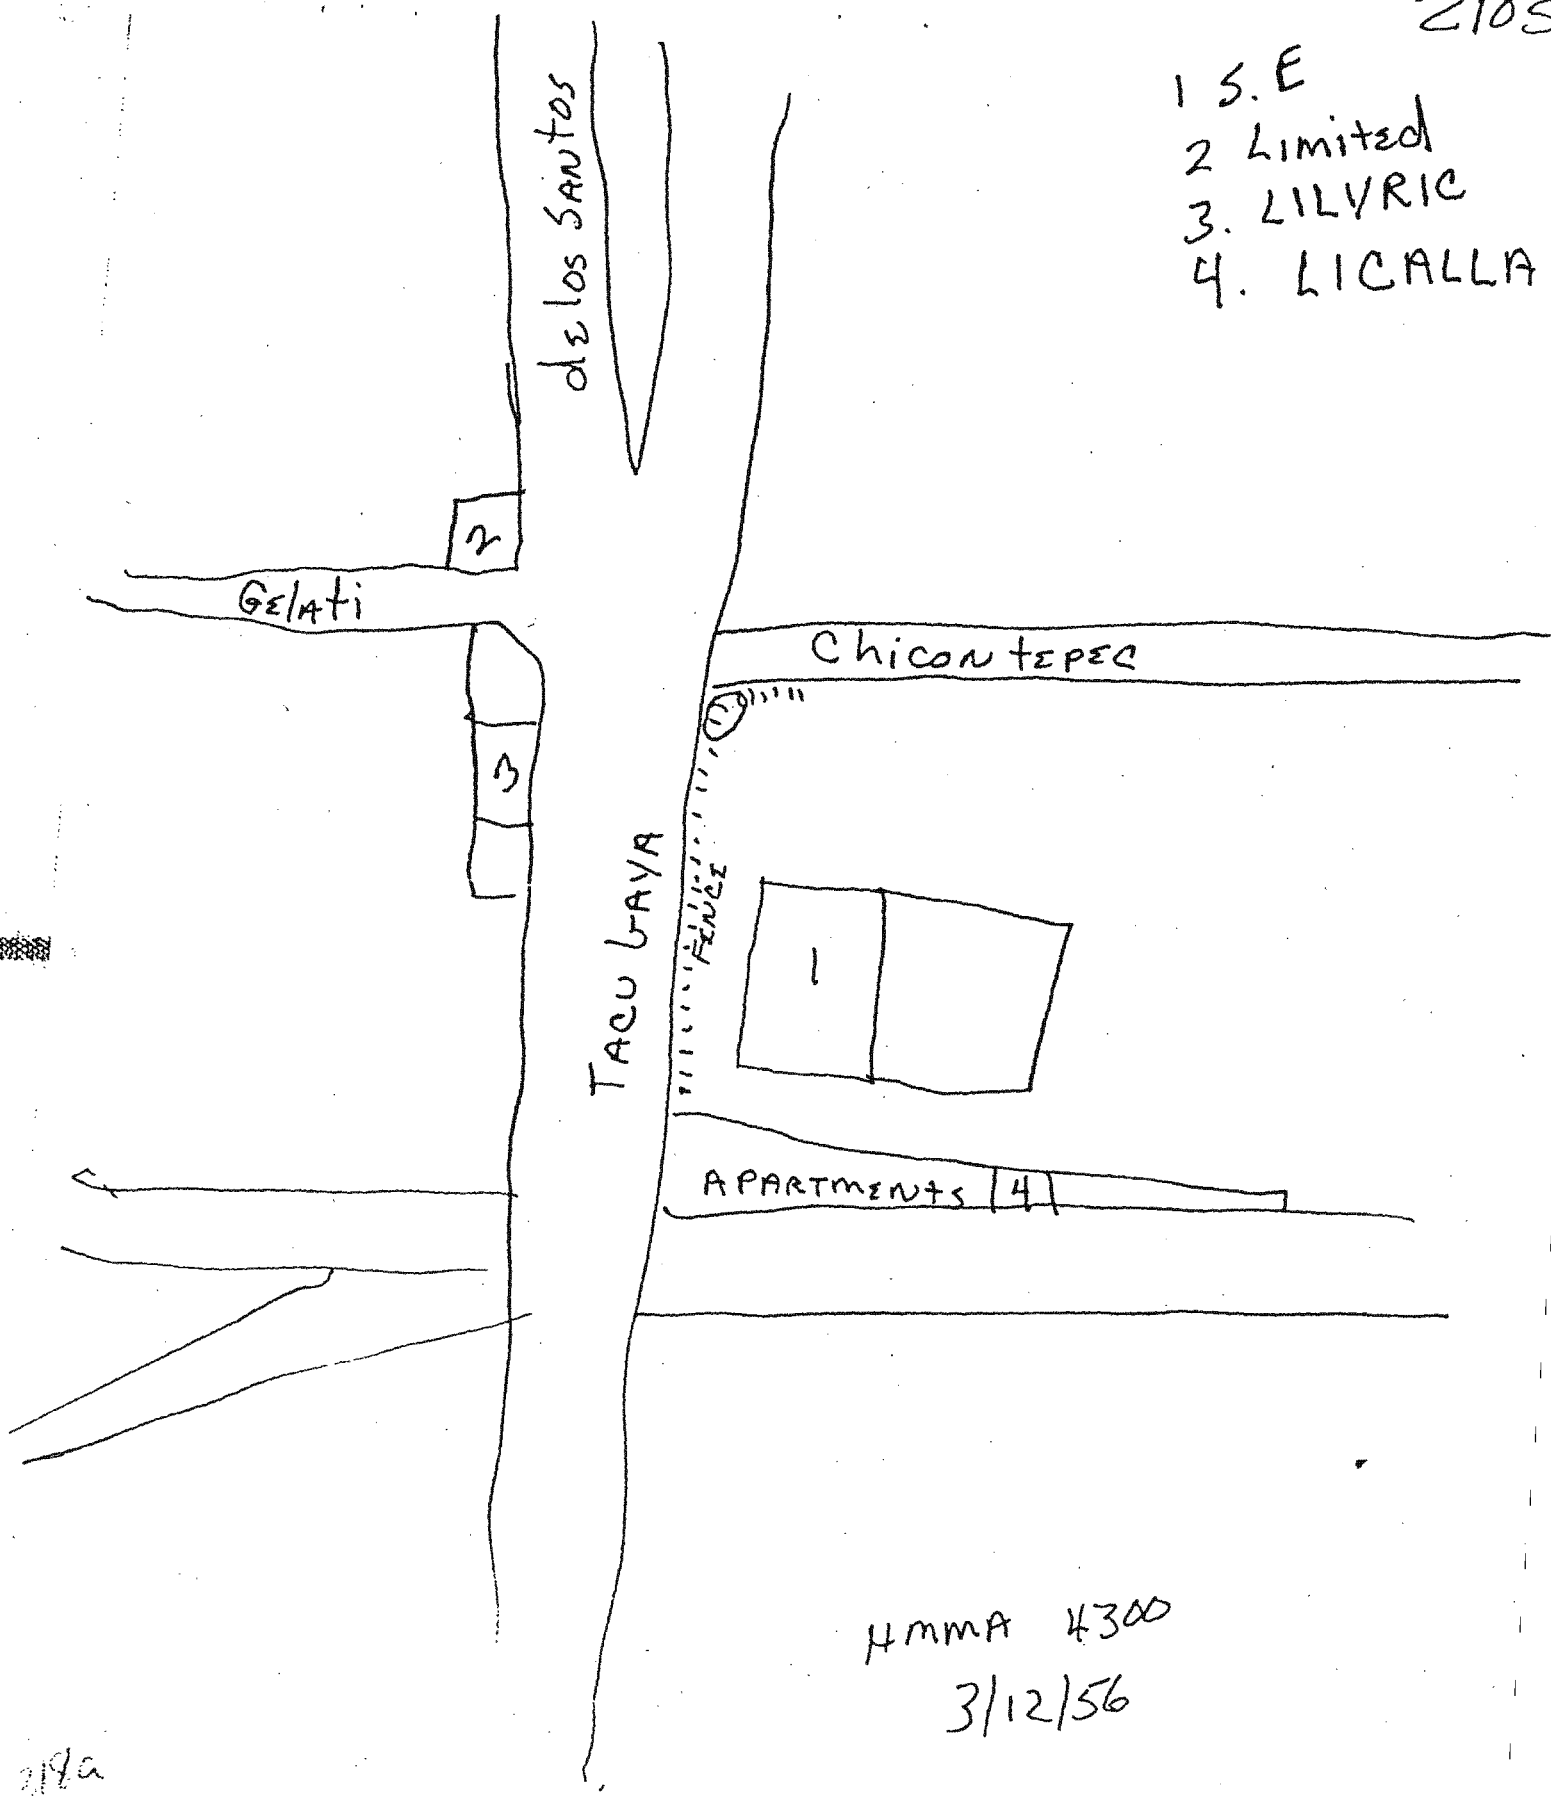 2105
1 S. E
2 Limited
3. LILYRIC
4. LICALLA
de los SANtos
2
GElAti
ChicoNtEPEC
3
TACUBAYA
FENCE
1
APARTMENtS
4
HMMA 4300
3/12/56